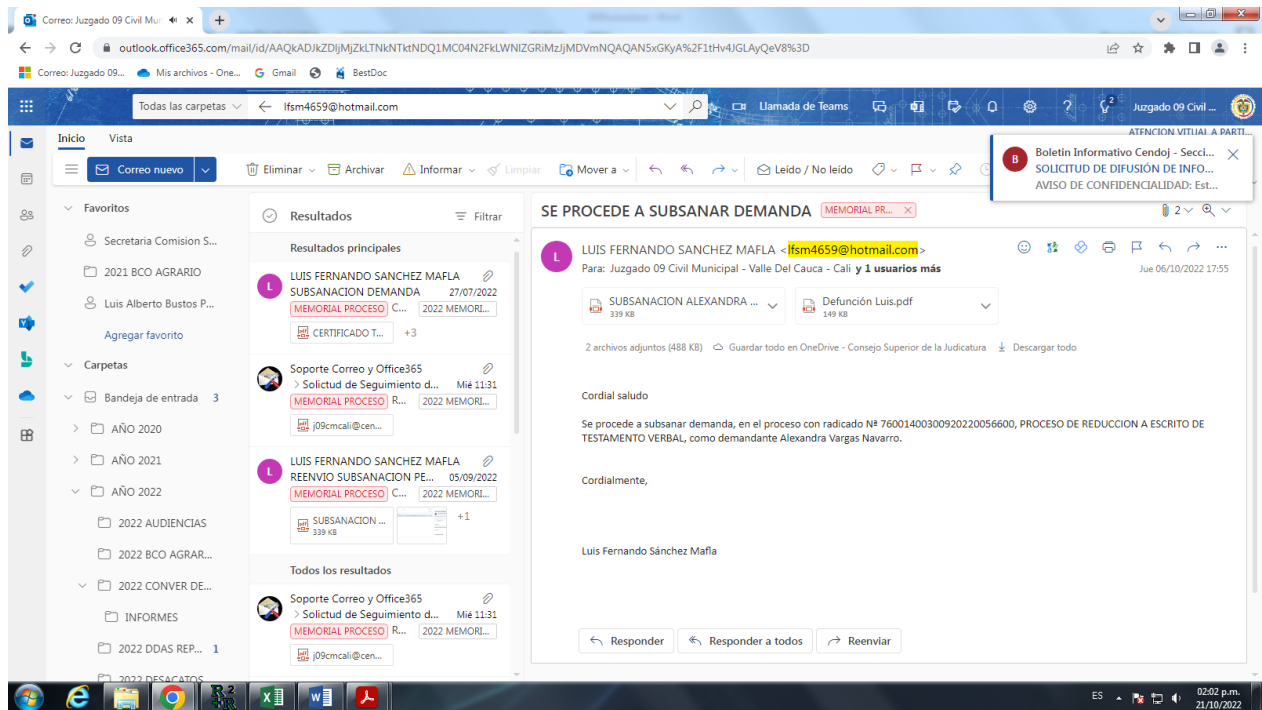 Correo: Juzgado 09 Civil Mun
outlook.office365.com/mail/id/AAQkADJkZDljMjZkLTNkNTktNDQ1MC04N2FkLWNlZGRiMzJjMDVmNQAQAN5xGKyA%2F1tHv4JGLAyQeV8%3D
Correo: Juzgado 09...
Mis archivos - One...
Gmail
BestDoc
Todas las carpetas
lfsm4659@hotmail.com
Llamada de Teams
2
Juzgado 09 Civil ...
Inicio
Vista
ATENCION VITUAL A PARTI...
Correo nuevo
Eliminar
Archivar
Informar
Limpiar
Mover a
Leído / No leído
B
Boletin Informativo Cendoj - Secci...
SOLICITUD DE DIFUSIÓN DE INFO...
AVISO DE CONFIDENCIALIDAD: Est...
Favoritos
Secretaria Comision S...
2021 BCO AGRARIO
Luis Alberto Bustos P...
Agregar favorito
Carpetas
Bandeja de entrada 3
AÑO 2020
AÑO 2021
AÑO 2022
2022 AUDIENCIAS
2022 BCO AGRAR...
2022 CONVER DE...
INFORMES
2022 DDAS REP... 1
2022 DESACATOS
Resultados
Filtrar
Resultados principales
L
LUIS FERNANDO SANCHEZ MAFLA
SUBSANACION DEMANDA 27/07/2022
MEMORIAL PROCESO C... 2022 MEMORI...
CERTIFICADO T... +3
Soporte Correo y Office365
> Solictud de Seguimiento d... Mié 11:31
MEMORIAL PROCESO R... 2022 MEMORI...
j09cmcali@cen...
L
LUIS FERNANDO SANCHEZ MAFLA
REENVIO SUBSANACION PE... 05/09/2022
MEMORIAL PROCESO C... 2022 MEMORI...
SUBSANACION ... +1
339 KB
Todos los resultados
Soporte Correo y Office365
> Solictud de Seguimiento d... Mié 11:31
MEMORIAL PROCESO R... 2022 MEMORI...
j09cmcali@cen...
SE PROCEDE A SUBSANAR DEMANDA MEMORIAL PR... 2
L
LUIS FERNANDO SANCHEZ MAFLA <lfsm4659@hotmail.com>
Para: Juzgado 09 Civil Municipal - Valle Del Cauca - Cali y 1 usuarios más Jue 06/10/2022 17:55
SUBSANACION ALEXANDRA ...
339 KB
Defunción Luis.pdf
149 KB
2 archivos adjuntos (488 KB) Guardar todo en OneDrive - Consejo Superior de la Judicatura Descargar todo
Cordial saludo
Se procede a subsanar demanda, en el proceso con radicado Nª 76001400300920220056600, PROCESO DE REDUCCION A ESCRITO DE
TESTAMENTO VERBAL, como demandante Alexandra Vargas Navarro.
Cordialmente,
Luis Fernando Sánchez Mafla
Responder
Responder a todos
Reenviar
ES
02:02 p.m.
21/10/2022